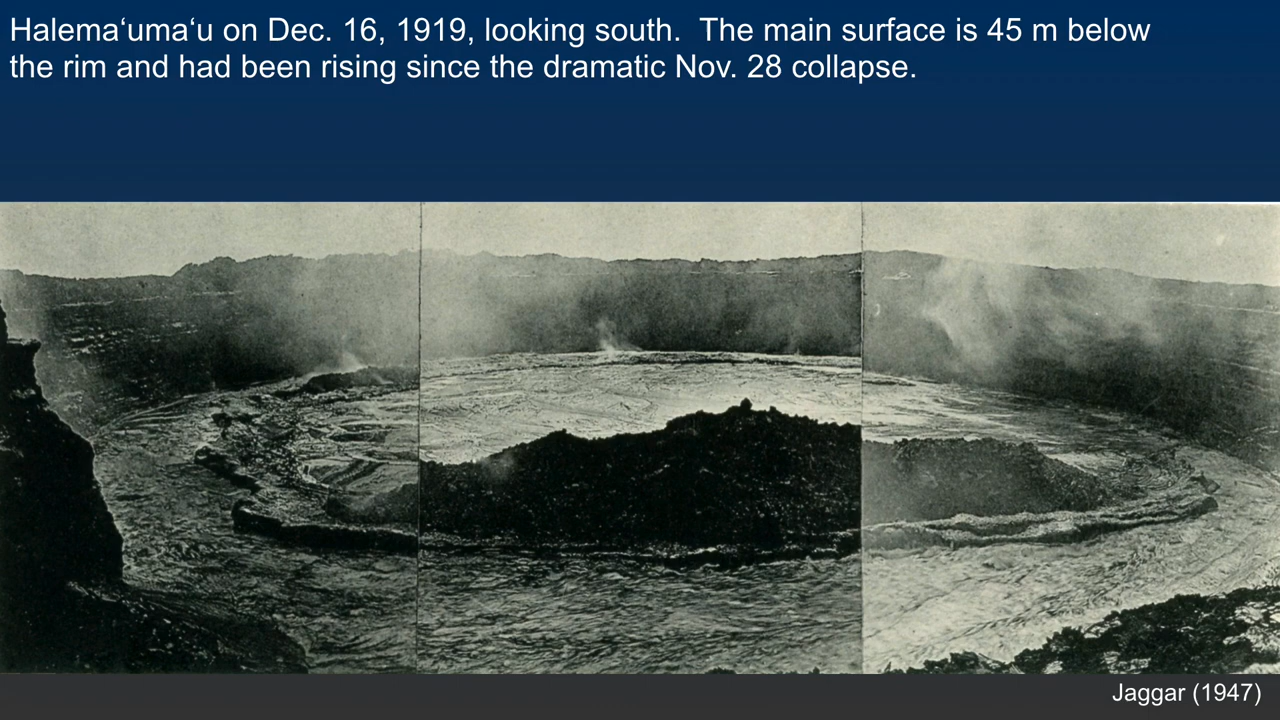 Halemaʻumaʻu on Dec. 16, 1919, looking south.  The main surface is 45 m below
the rim and had been rising since the dramatic Nov. 28 collapse.
Jaggar (1947)